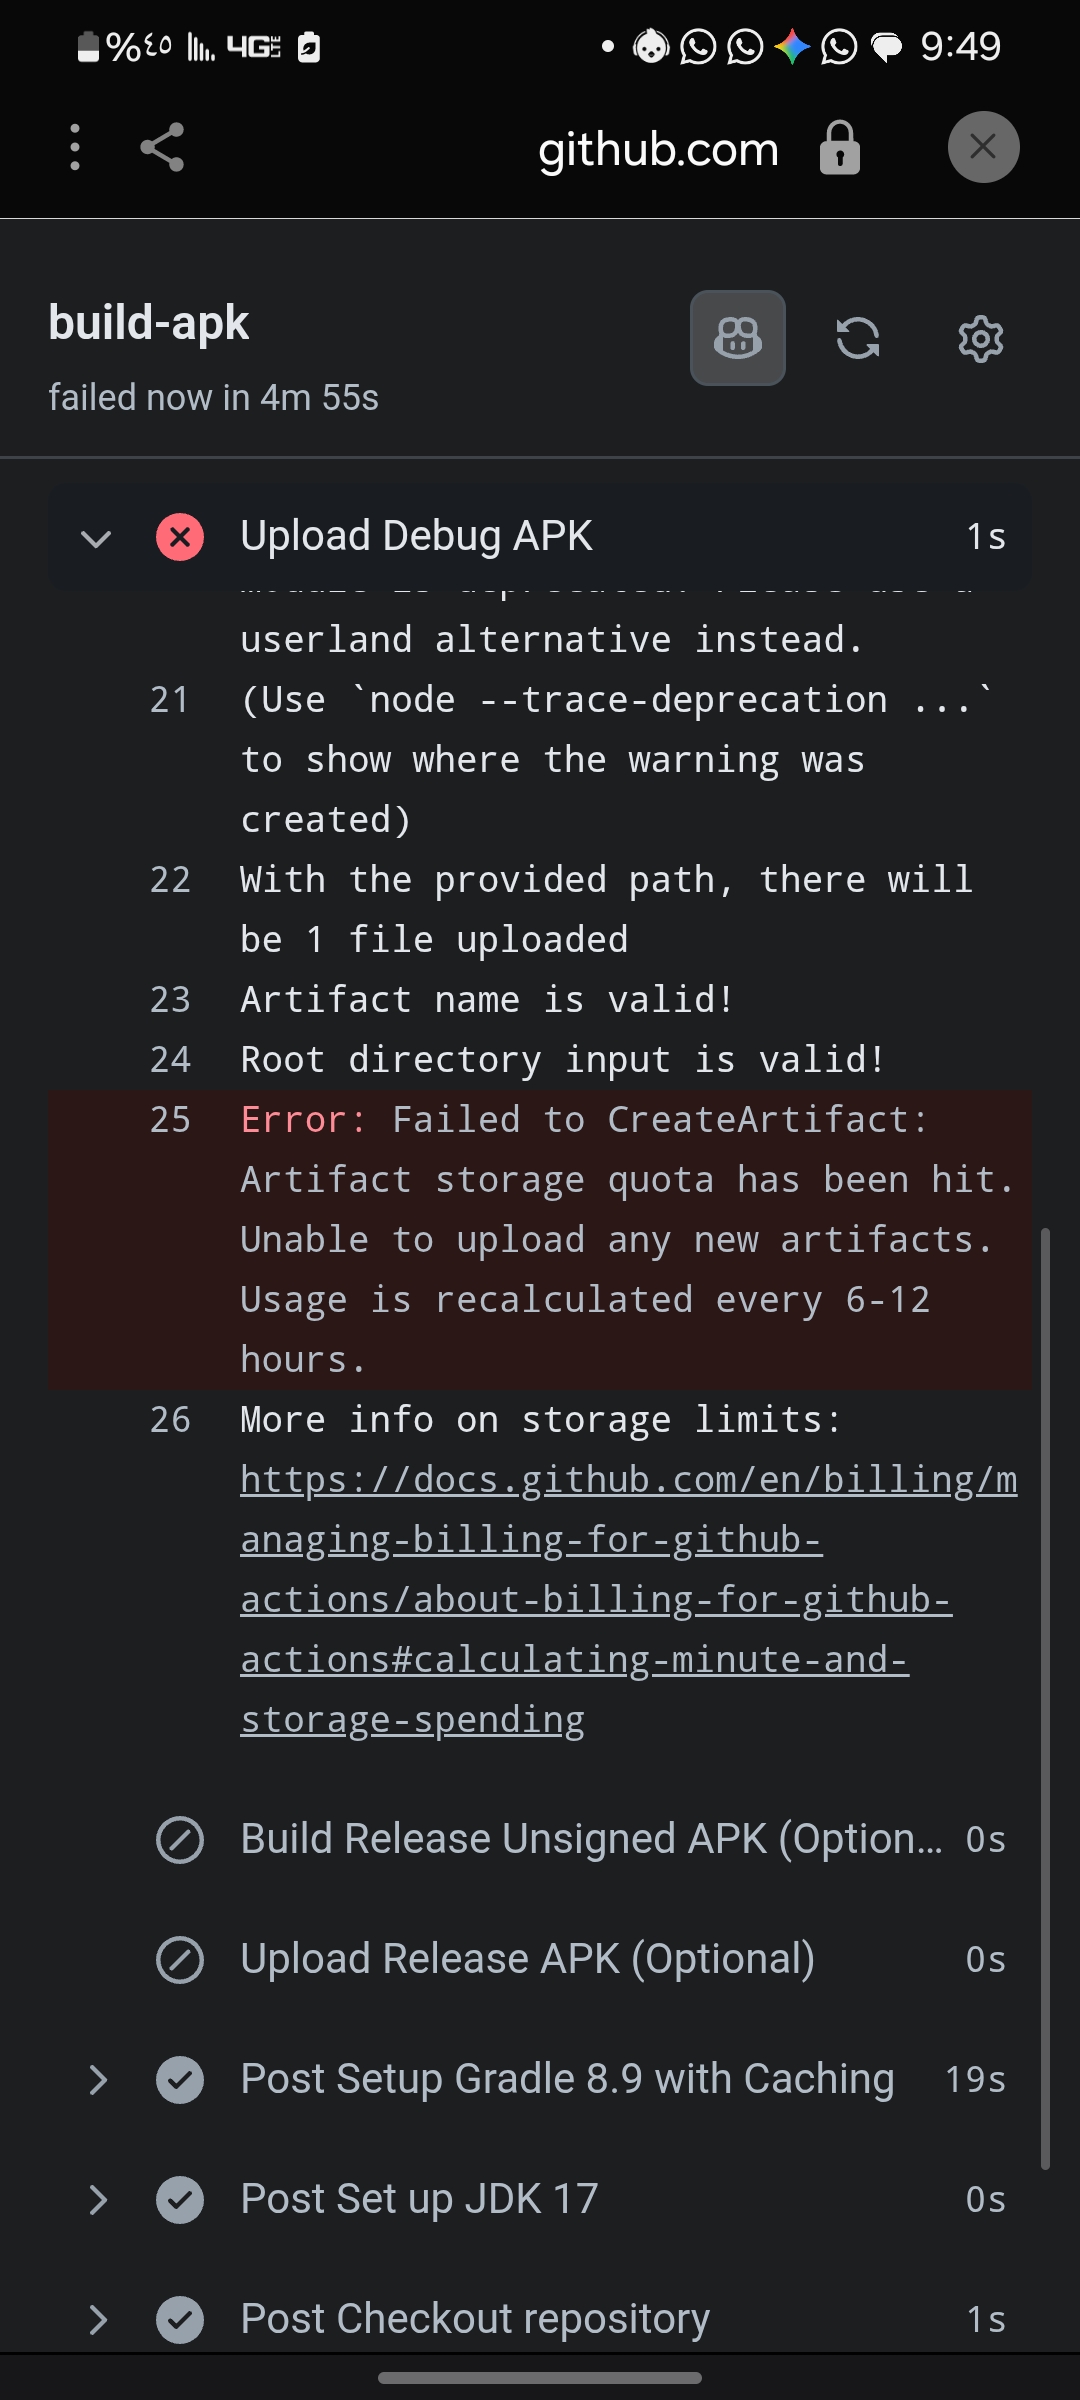 %٤٥ 4G LTE 9:49
github.com
build-apk
failed now in 4m 55s
Upload Debug APK 1s
userland alternative instead.
21 (Use `node --trace-deprecation ...`
to show where the warning was
created)
22 With the provided path, there will
be 1 file uploaded
23 Artifact name is valid!
24 Root directory input is valid!
25 Error: Failed to CreateArtifact:
Artifact storage quota has been hit.
Unable to upload any new artifacts.
Usage is recalculated every 6-12
hours.
26 More info on storage limits:
https://docs.github.com/en/billing/m
anaging-billing-for-github-
actions/about-billing-for-github-
actions#calculating-minute-and-
storage-spending
Build Release Unsigned APK (Option... 0s
Upload Release APK (Optional) 0s
Post Setup Gradle 8.9 with Caching 19s
Post Set up JDK 17 0s
Post Checkout repository 1s